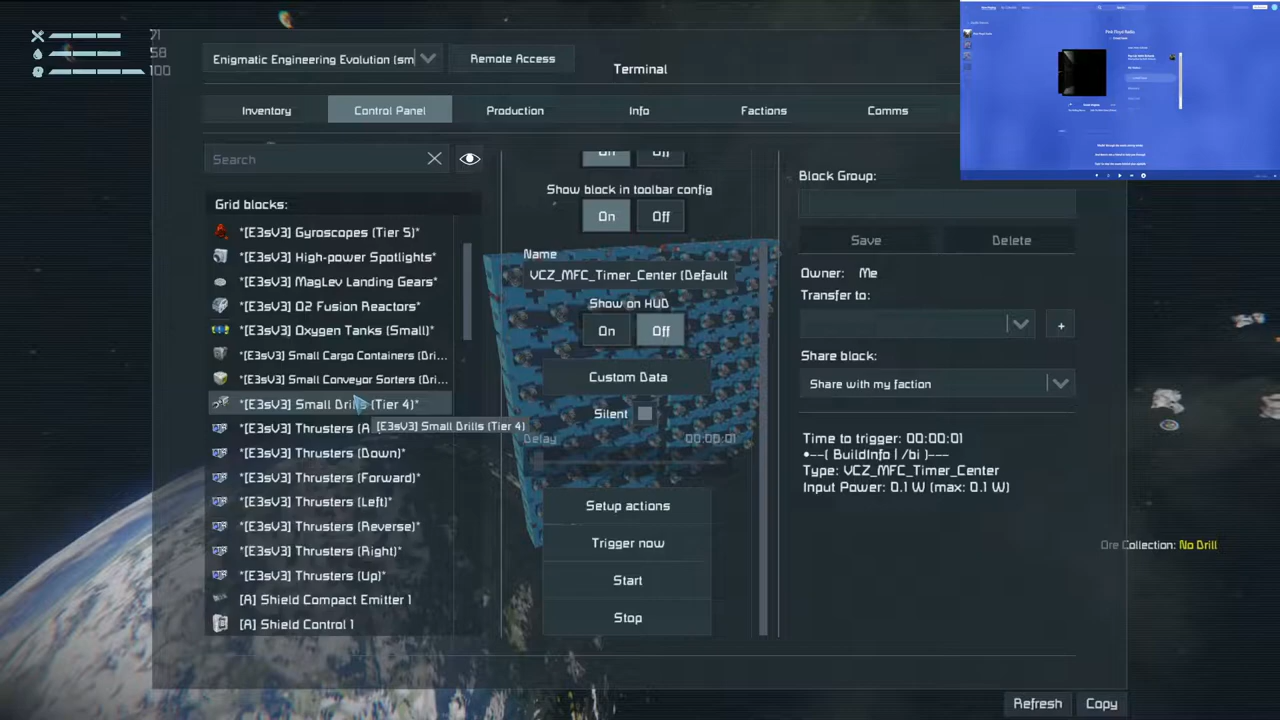 71
58
100
Enigmatic Engineering Evolution (sm
Remote Access
Terminal
Inventory
Control Panel
Production
Info
Factions
Comms
Search
Grid blocks:
*[E3sV3] Gyroscopes (Tier 5)*
*[E3sV3] High-power Spotlights*
*[E3sV3] MagLev Landing Gears*
*[E3sV3] O2 Fusion Reactors*
*[E3sV3] Oxygen Tanks (Small)*
*[E3sV3] Small Cargo Containers (Dri...
*[E3sV3] Small Conveyor Sorters (Dri...
*[E3sV3] Small Drills (Tier 4)*
*[E3sV3] Thrusters (A
[E3sV3] Small Drills (Tier 4)
*[E3sV3] Thrusters (Down)*
*[E3sV3] Thrusters (Forward)*
*[E3sV3] Thrusters (Left)*
*[E3sV3] Thrusters (Reverse)*
*[E3sV3] Thrusters (Right)*
*[E3sV3] Thrusters (Up)*
[A] Shield Compact Emitter 1
[A] Shield Control 1
On
Off
Show block in toolbar config
On
Off
Name
VCZ_MFC_Timer_Center (Default
Show on HUD
On
Off
Custom Data
Silent
Delay
00:00:01
Setup actions
Trigger now
Start
Stop
Block Group:
Save
Delete
Owner: Me
Transfer to:
+
Share block:
Share with my faction
Time to trigger: 00:00:01
•--( BuildInfo | /bi )---
Type: VCZ_MFC_Timer_Center
Input Power: 0.1 W (max: 0.1 W)
Ore Collection: No Drill
Refresh
Copy
Pink Floyd Radio